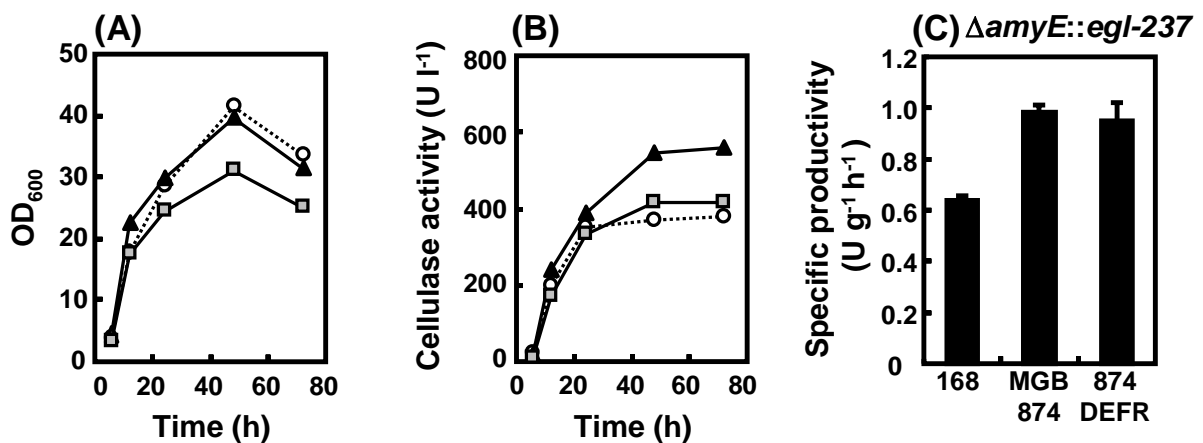 (A)
OD600
50
40
30
20
10
0
0 20 40 60 80
Time (h)
(B)
Cellulase activity (U l-1)
800
600
400
200
0
0 20 40 60 80
Time (h)
(C) ΔamyE::egl-237
Specific productivity
(U g-1 h-1)
1.2
1.0
0.8
0.6
0.4
0.2
0
168 MGB 874
874 DEFR